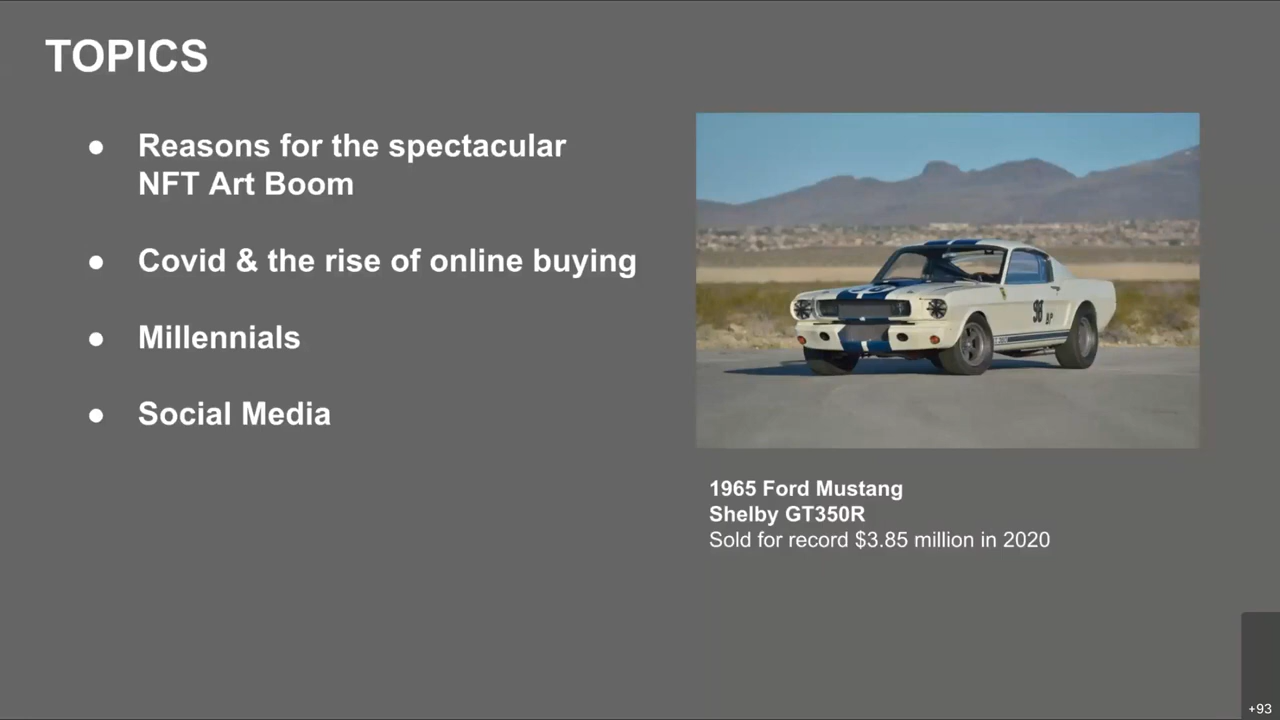 TOPICS
● Reasons for the spectacular
NFT Art Boom
● Covid & the rise of online buying
● Millennials
● Social Media
98
1965 Ford Mustang
Shelby GT350R
Sold for record $3.85 million in 2020
+93